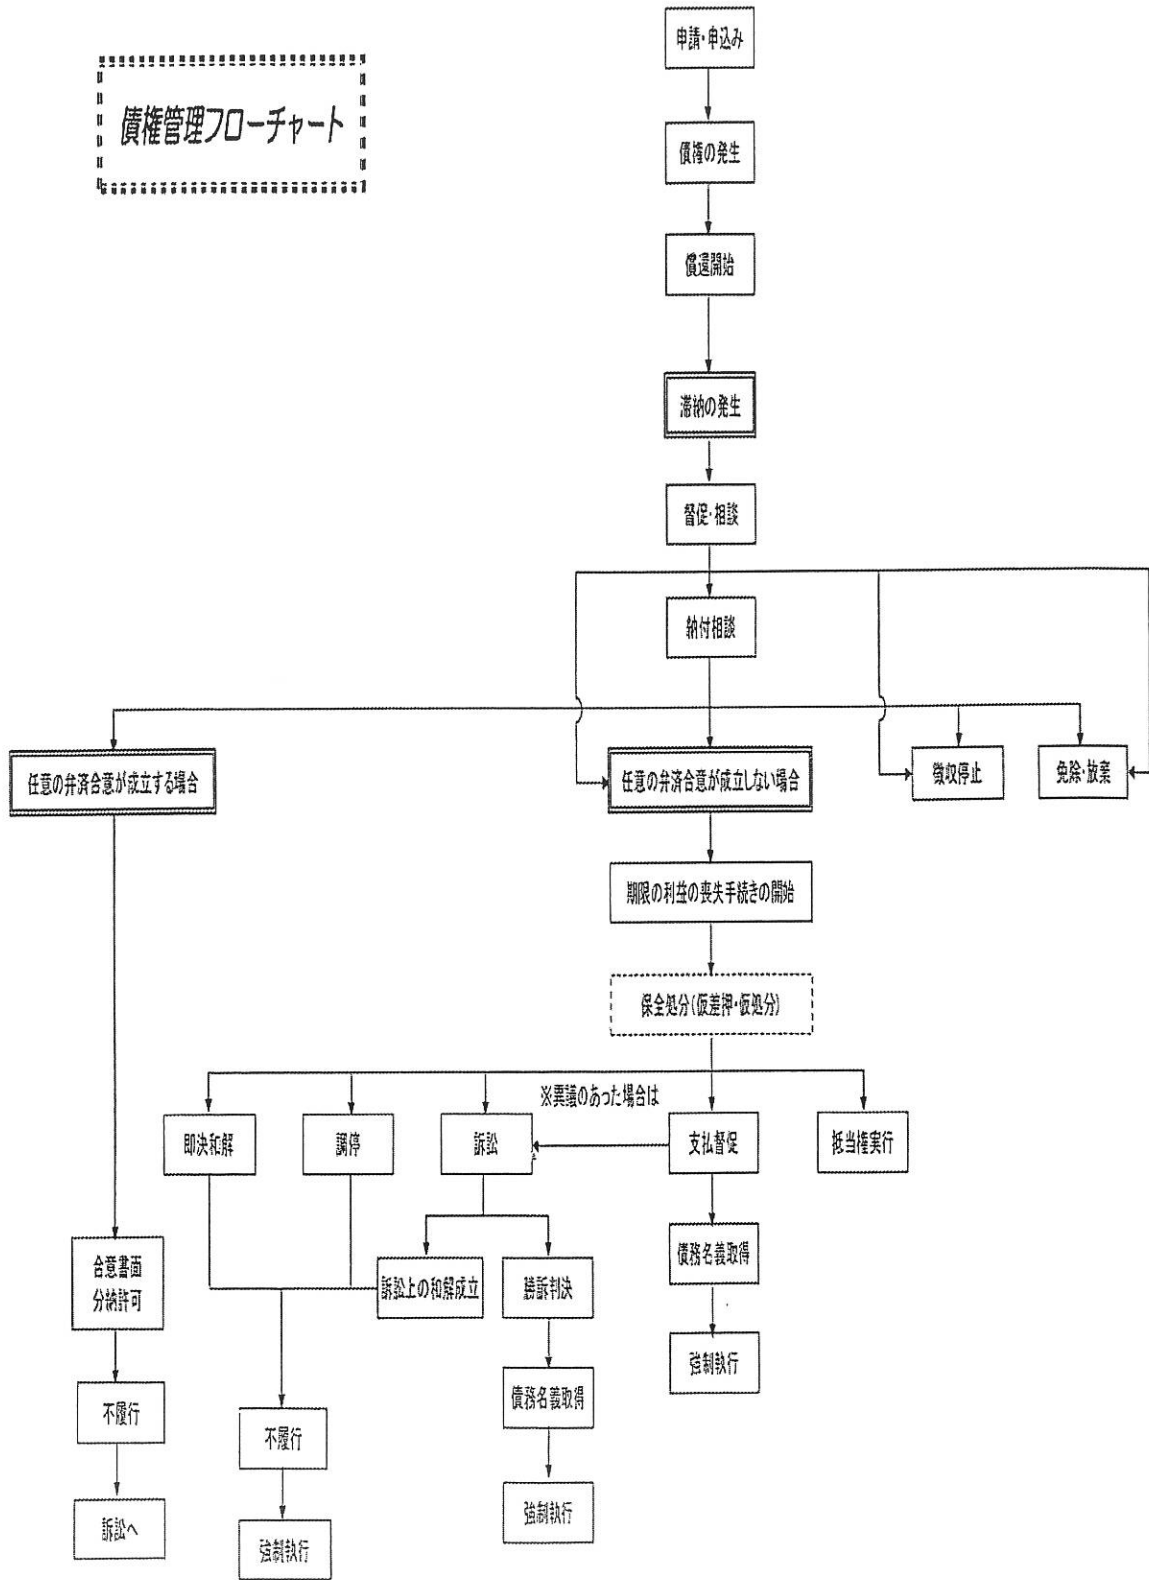 債権管理フローチャート
申請・申込み
債権の発生
償還開始
滞納の発生
督促・相談
納付相談
任意の弁済合意が成立する場合
任意の弁済合意が成立しない場合
徴収停止
免除・放棄
期限の利益の喪失手続きの開始
保全処分(仮差押・仮処分)
※異議のあった場合は
即決和解
調停
訴訟
支払督促
抵当権実行
合意書面
分納許可
訴訟上の和解成立
勝訴判決
債務名義取得
強制執行
不履行
不履行
債務名義取得
訴訟へ
強制執行
強制執行